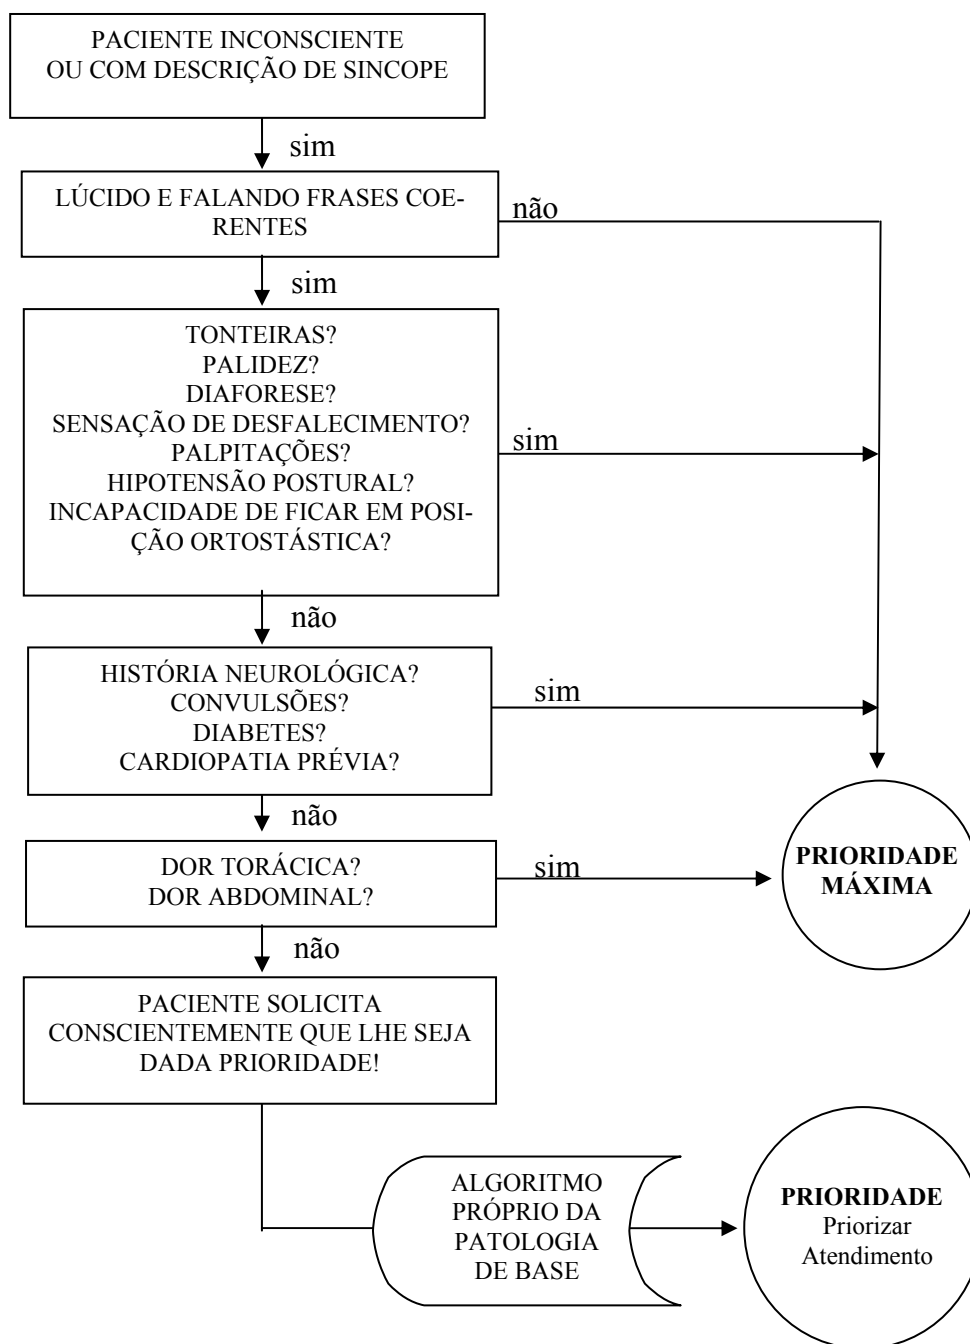 PACIENTE INCONSCIENTE
OU COM DESCRIÇÃO DE SINCOPE
sim
LÚCIDO E FALANDO FRASES COE-
RENTES
não
sim
TONTEIRAS?
PALIDEZ?
DIAFORESE?
SENSAÇÃO DE DESFALECIMENTO?
PALPITAÇÕES?
HIPOTENSÃO POSTURAL?
INCAPACIDADE DE FICAR EM POSI-
ÇÃO ORTOSTÁSTICA?
sim
não
HISTÓRIA NEUROLÓGICA?
CONVULSÕES?
DIABETES?
CARDIOPATIA PRÉVIA?
sim
não
DOR TORÁCICA?
DOR ABDOMINAL?
sim
PRIORIDADE
MÁXIMA
não
PACIENTE SOLICITA
CONSCIENTEMENTE QUE LHE SEJA
DADA PRIORIDADE!
ALGORITMO
PRÓPRIO DA
PATOLOGIA
DE BASE
PRIORIDADE
Priorizar
Atendimento